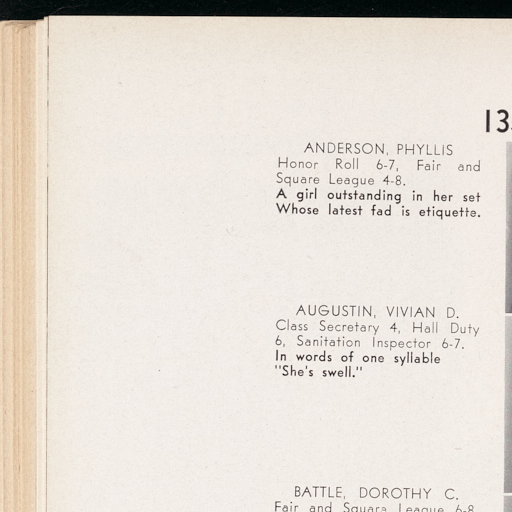 13
ANDERSON, PHYLLIS
Honor Roll 6-7, Fair and
Square League 4-8.
A girl outstanding in her set
Whose latest fad is etiquette.
AUGUSTIN, VIVIAN D.
Class Secretary 4, Hall Duty
6, Sanitation Inspector 6-7.
In words of one syllable
"She's swell."
BATTLE, DOROTHY C.
Fair and Square League 6-8